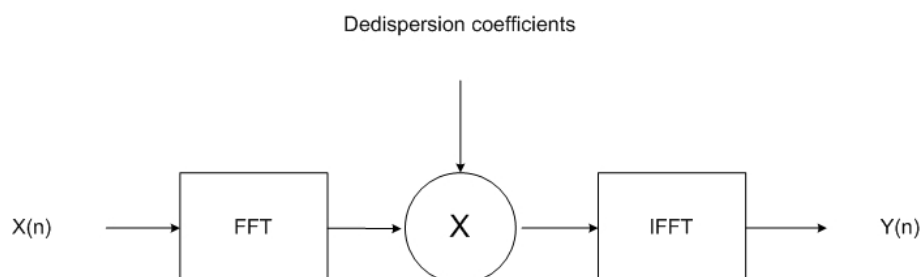 Dedispersion coefficients
X(n)
FFT
X
IFFT
Y(n)